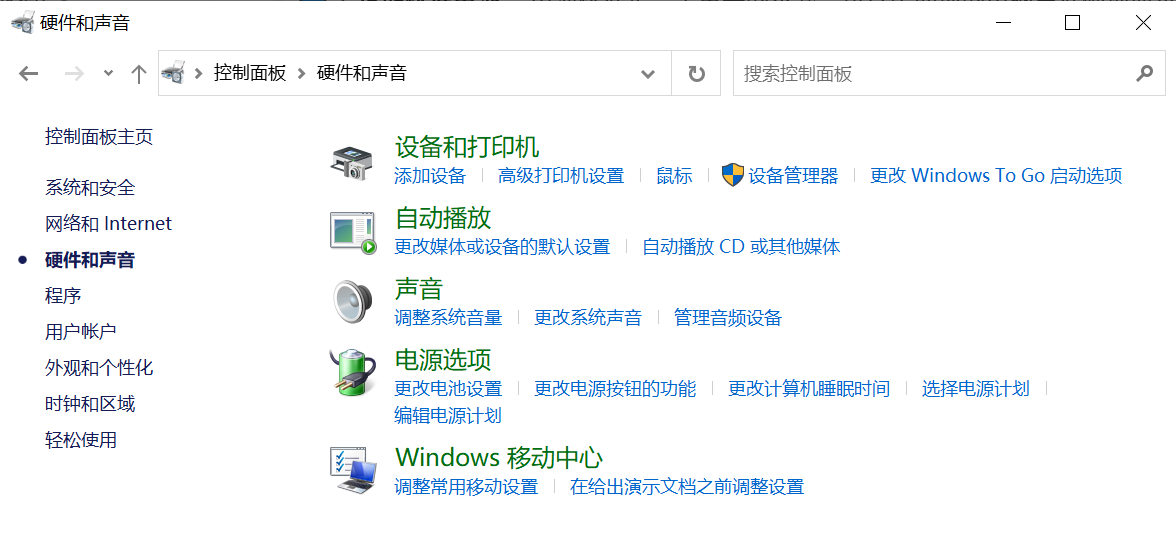 硬件和声音
控制面板 硬件和声音
搜索控制面板
控制面板主页
系统和安全
网络和 Internet
硬件和声音
程序
用户帐户
外观和个性化
时钟和区域
轻松使用
设备和打印机
添加设备 高级打印机设置 鼠标 设备管理器 更改 Windows To Go 启动选项
自动播放
更改媒体或设备的默认设置 自动播放 CD 或其他媒体
声音
调整系统音量 更改系统声音 管理音频设备
电源选项
更改电池设置 更改电源按钮的功能 更改计算机睡眠时间 选择电源计划
编辑电源计划
Windows 移动中心
调整常用移动设置 在给出演示文档之前调整设置